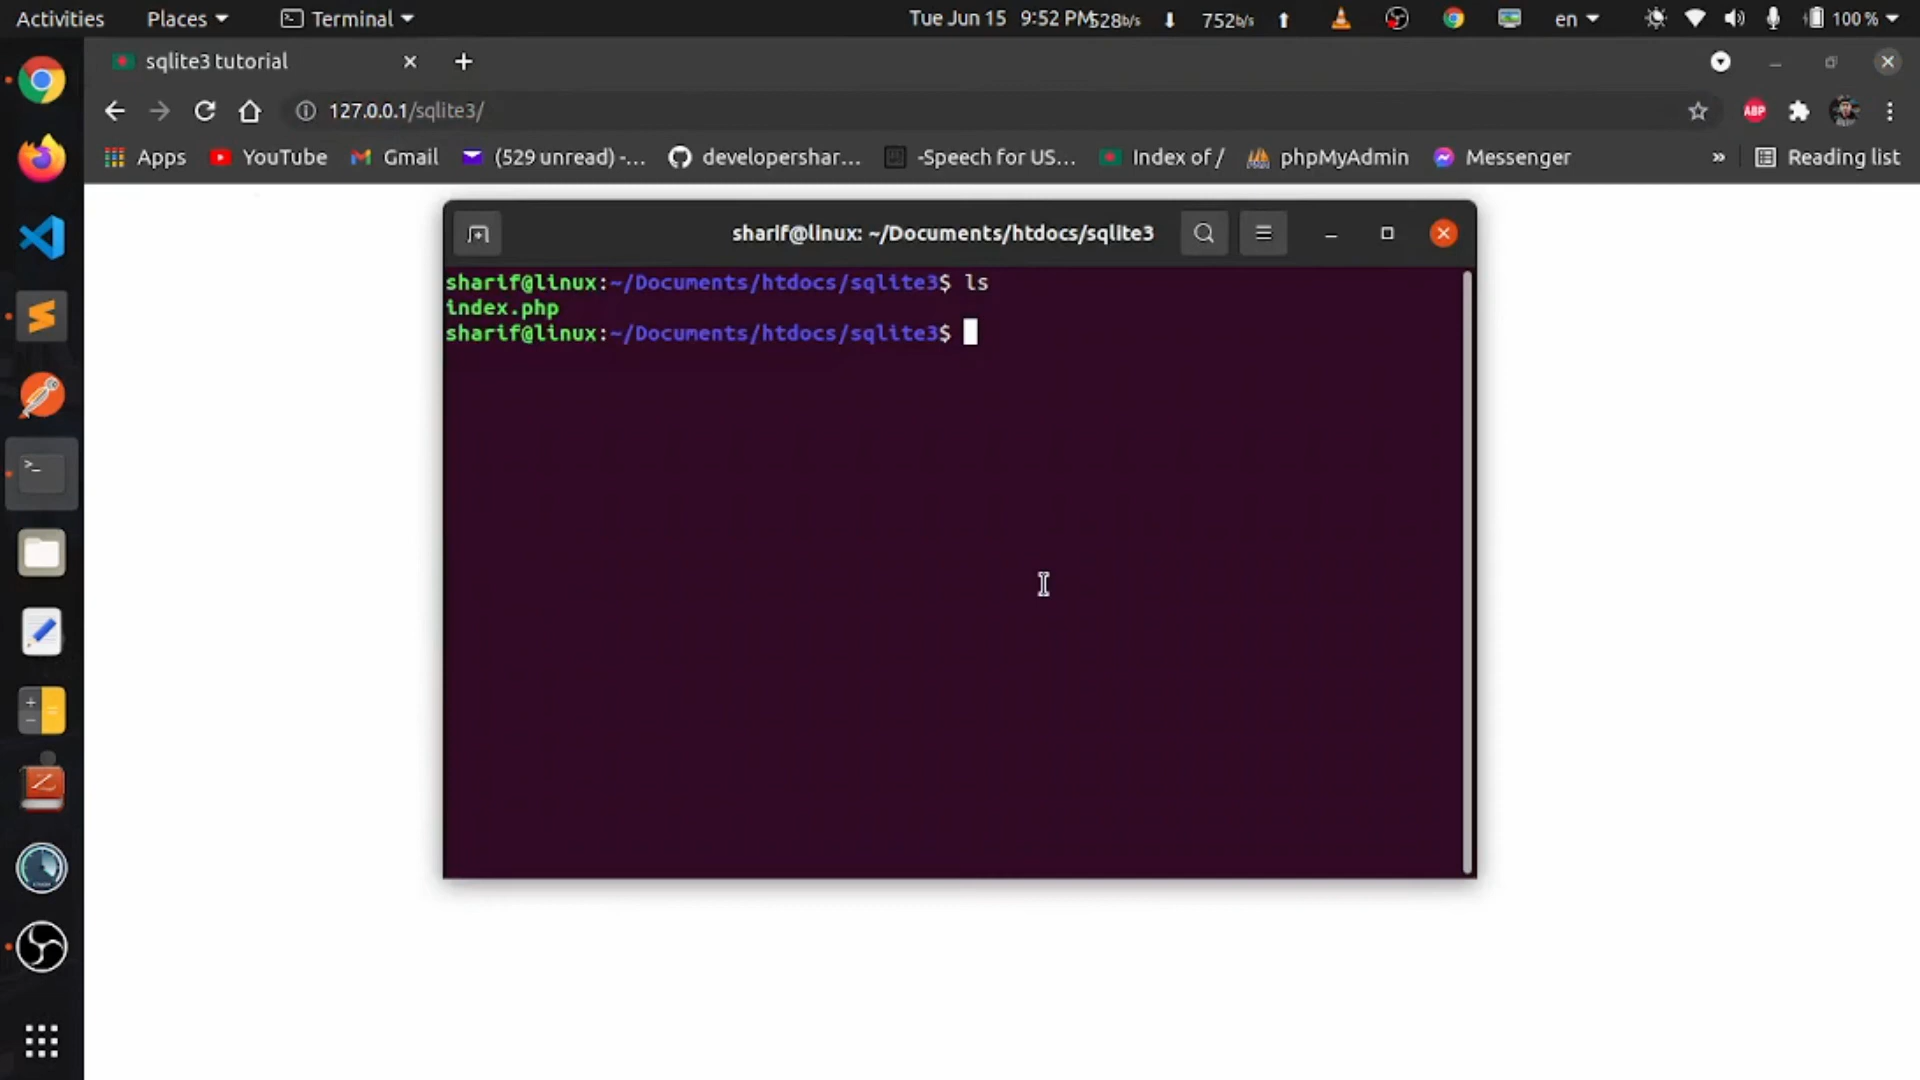 Activities Places Terminal Tue Jun 15 9:52 PM 528b/s 752b/s en 100 %
sqlite3 tutorial
127.0.0.1/sqlite3/
Apps YouTube Gmail (529 unread) -... developershar... -Speech for US... Index of / phpMyAdmin Messenger » Reading list
sharif@linux: ~/Documents/htdocs/sqlite3
sharif@linux:~/Documents/htdocs/sqlite3$ ls
index.php
sharif@linux:~/Documents/htdocs/sqlite3$